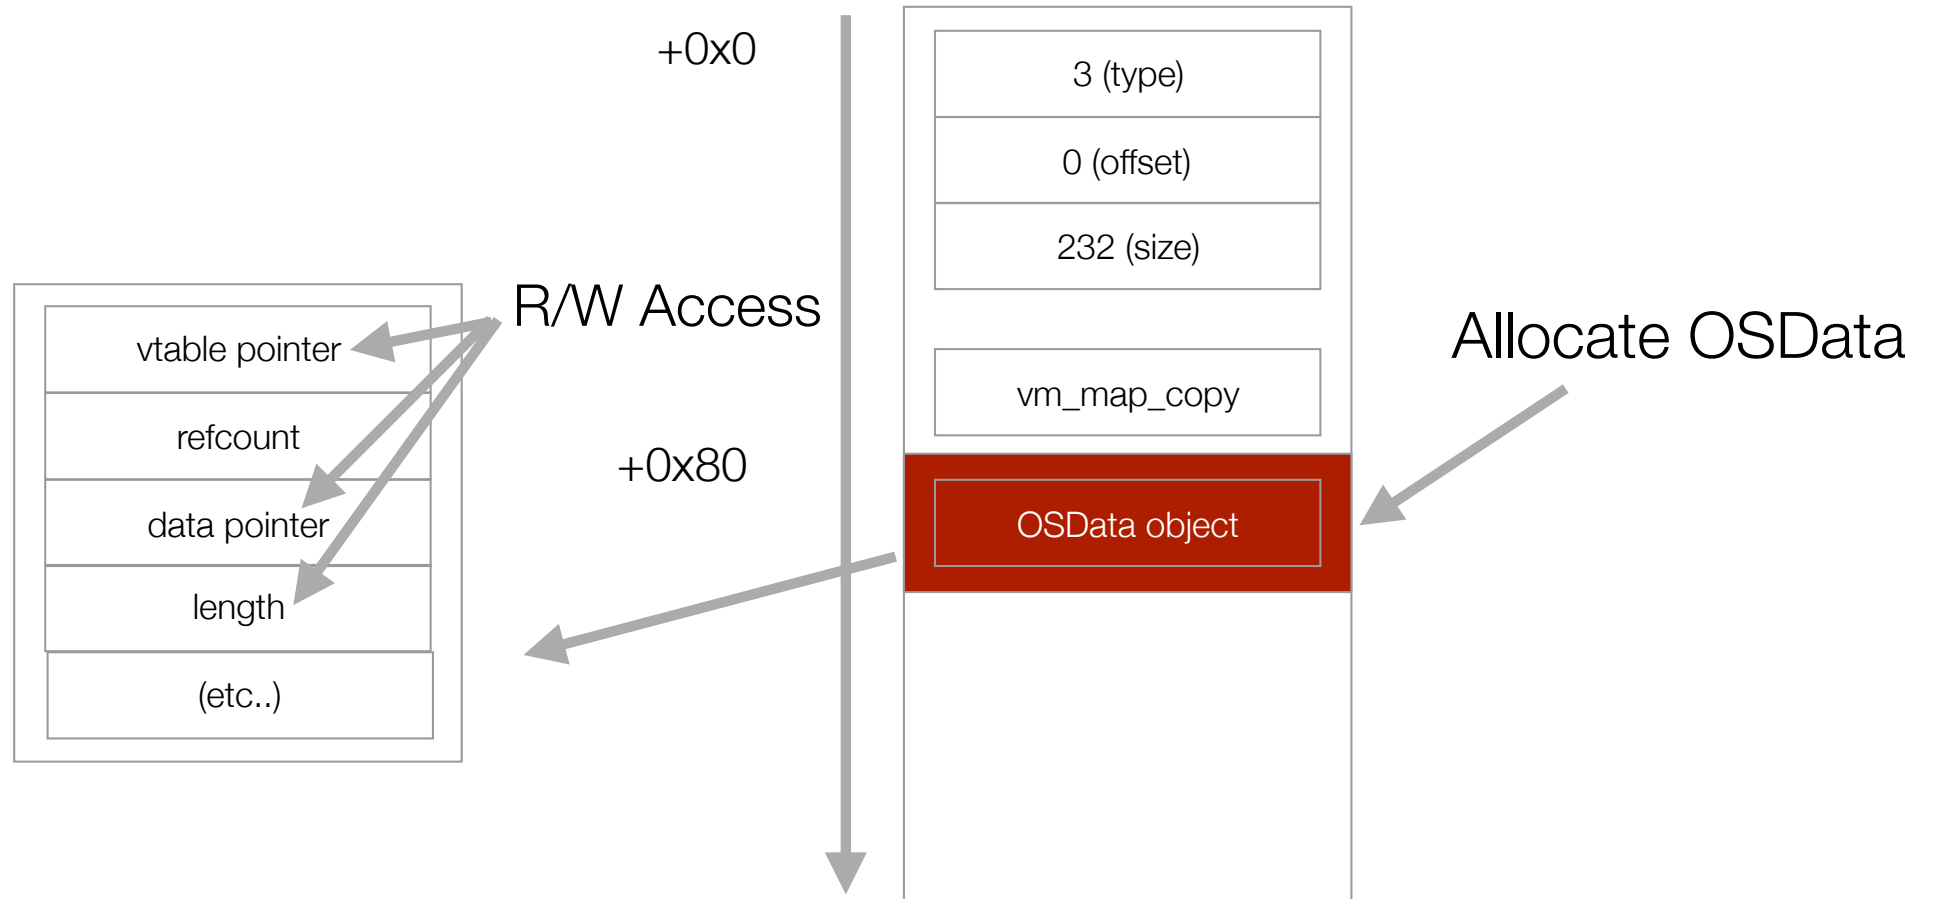 +0x0
3 (type)
0 (offset)
232 (size)
R/W Access
Allocate OSData
vtable pointer
vm_map_copy
refcount
+0x80
data pointer
OSData object
length
(etc..)